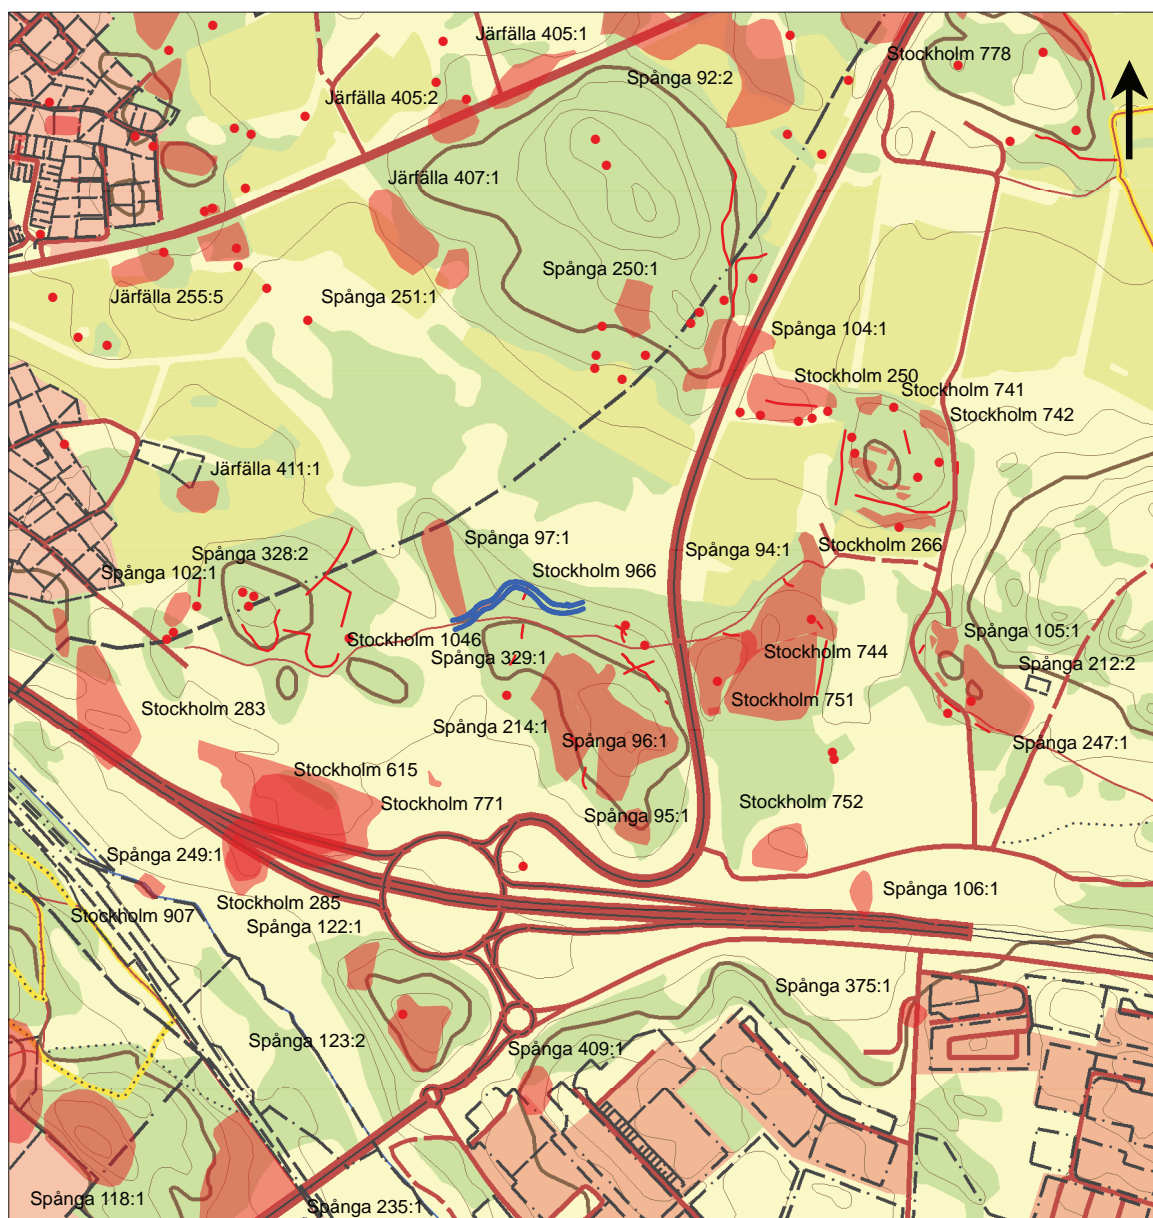 Järfälla 405:1
Stockholm 778
Spånga 92:2
Järfälla 405:2
Järfälla 407:1
Spånga 250:1
Järfälla 255:5
Spånga 251:1
Spånga 104:1
Stockholm 250
Stockholm 741
Stockholm 742
Järfälla 411:1
Spånga 97:1
Stockholm 266
Spånga 94:1
Spånga 328:2
Spånga 102:1
Stockholm 966
Spånga 105:1
Stockholm 1046
Stockholm 744
Spånga 329:1
Spånga 212:2
Stockholm 751
Stockholm 283
Spånga 214:1
Spånga 96:1
Spånga 247:1
Stockholm 615
Stockholm 771
Stockholm 752
Spånga 95:1
Spånga 249:1
Spånga 106:1
Stockholm 285
Stockholm 907
Spånga 122:1
Spånga 375:1
Spånga 123:2
Spånga 409:1
Spånga 118:1
Spånga 235:1